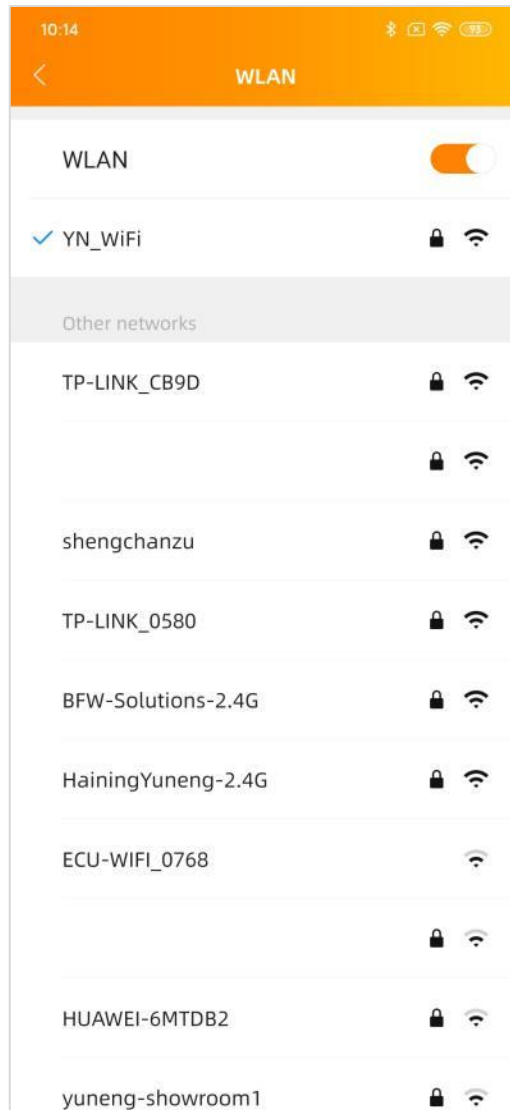 10:14
93
WLAN
WLAN
YN_WiFi
Other networks
TP-LINK_CB9D
shengchanzu
TP-LINK_0580
BFW-Solutions-2.4G
HainingYuneng-2.4G
ECU-WIFI_0768
HUAWEI-6MTDB2
yuneng-showroom1